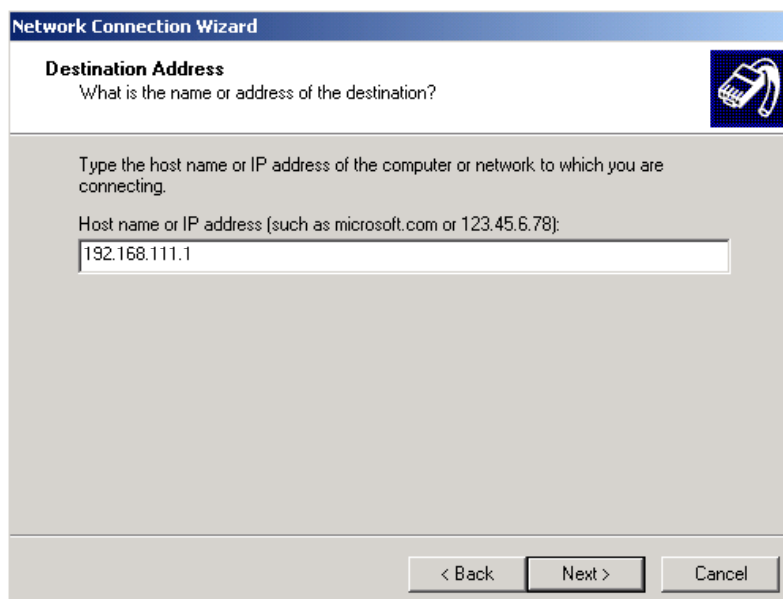 Network Connection Wizard
Destination Address
What is the name or address of the destination?
Type the host name or IP address of the computer or network to which you are
connecting.
Host name or IP address (such as microsoft.com or 123.45.6.78):
192.168.111.1
< Back
Next >
Cancel